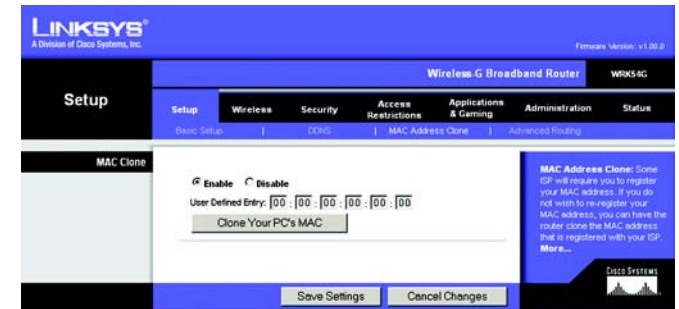 LINKSYS®
A Division of Cisco Systems, Inc.
Firmware Version: v1.00.0
Wireless-G Broadband Router WRK54G
Setup
Setup Wireless Security Access Restrictions Applications & Gaming Administration Status
Basic Setup | DDNS | MAC Address Clone | Advanced Routing
MAC Clone
Enable Disable
User Defined Entry: 00 : 00 : 00 : 00 : 00 : 00
Clone Your PC's MAC
MAC Address Clone: Some
ISP will require you to register
your MAC address. If you do
not wish to re-register your
MAC address, you can have the
router clone the MAC address
that is registered with your ISP.
More...
CISCO SYSTEMS
Save Settings Cancel Changes